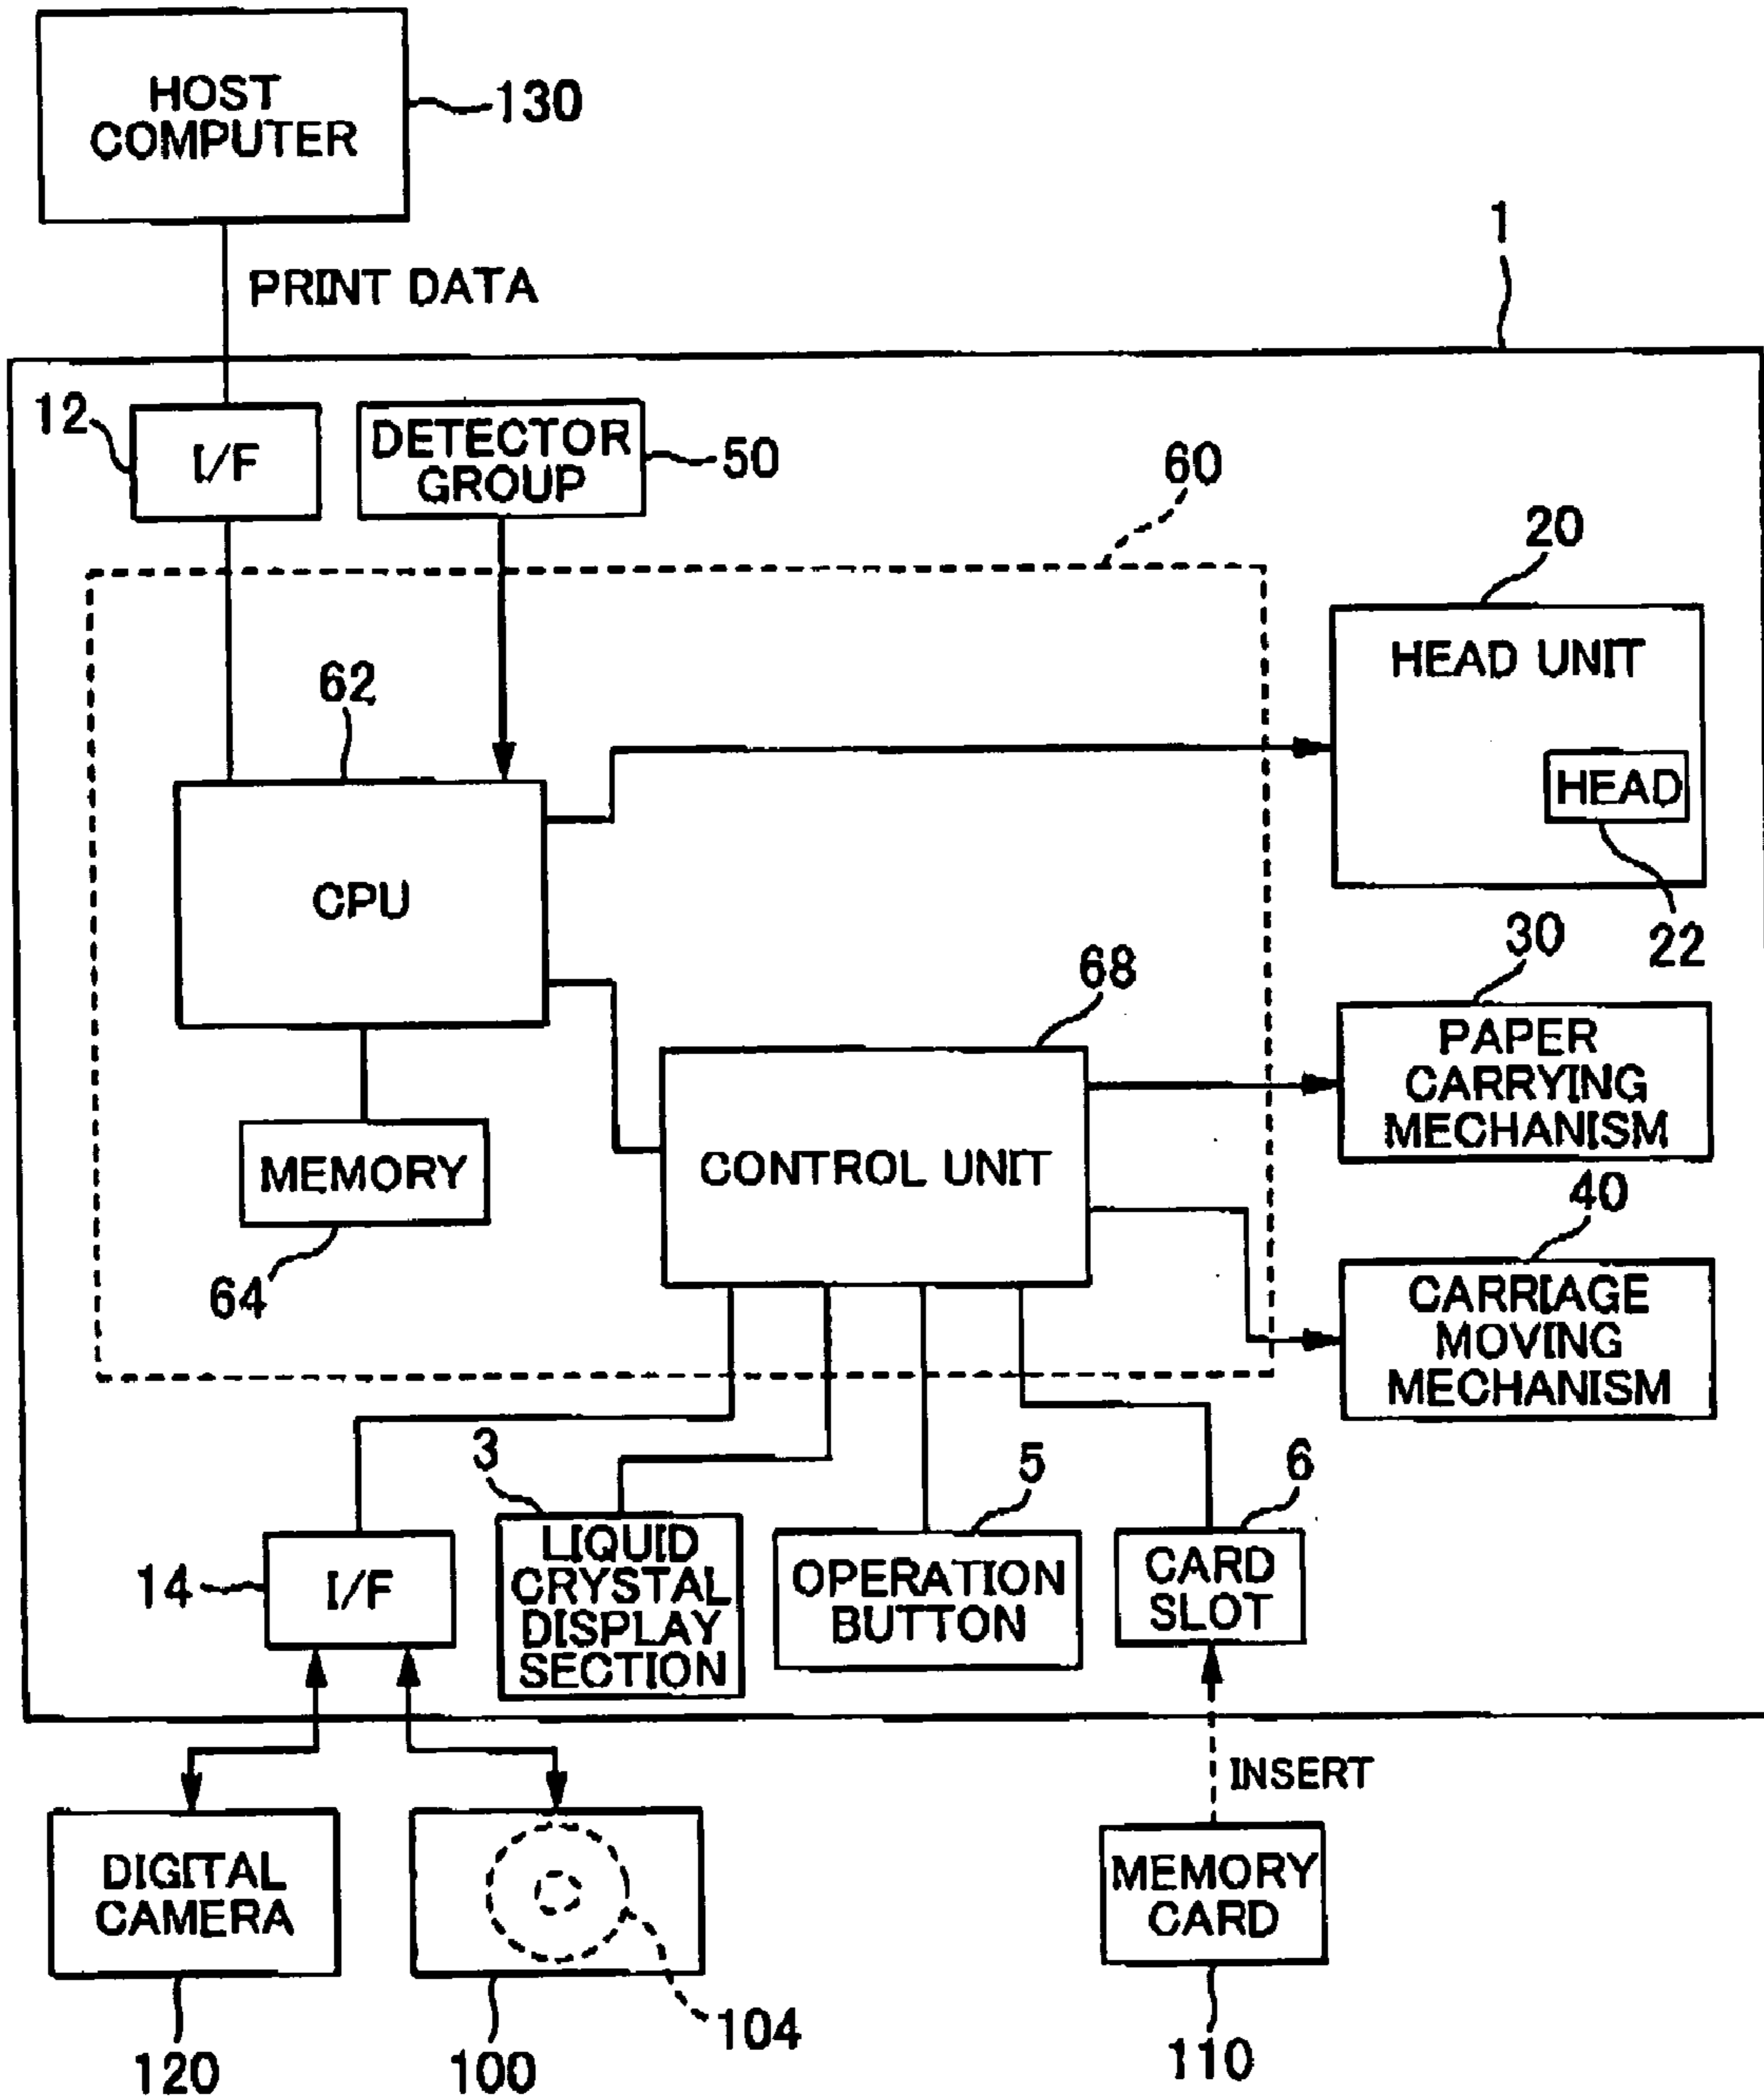 HOST
COMPUTER
130
PRINT DATA
1
12
I/F
DETECTOR
GROUP
50
60
20
HEAD UNIT
HEAD
22
62
CPU
68
30
PAPER
CARRYING
MECHANISM
MEMORY
64
CONTROL UNIT
40
CARRIAGE
MOVING
MECHANISM
3
5
6
14
I/F
LIQUID
CRYSTAL
DISPLAY
SECTION
OPERATION
BUTTON
CARD
SLOT
INSERT
DIGITAL
CAMERA
MEMORY
CARD
120
100
104
110